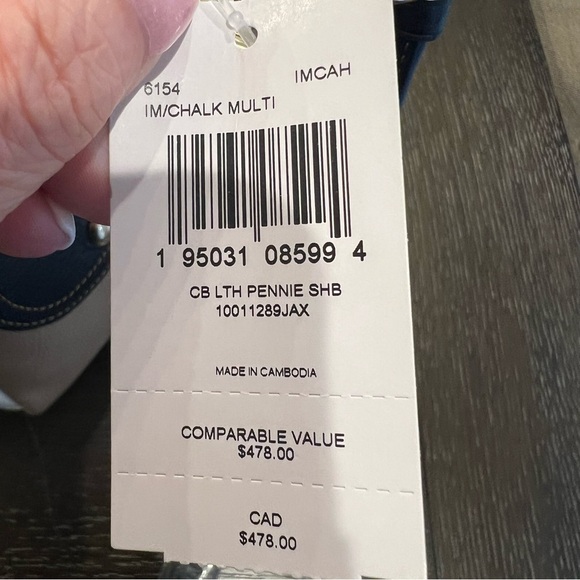 6154 IMCAH
IM/CHALK MULTI
1 95031 08599 4
CB LTH PENNIE SHB
10011289JAX
MADE IN CAMBODIA
COMPARABLE VALUE
$478.00
CAD
$478.00